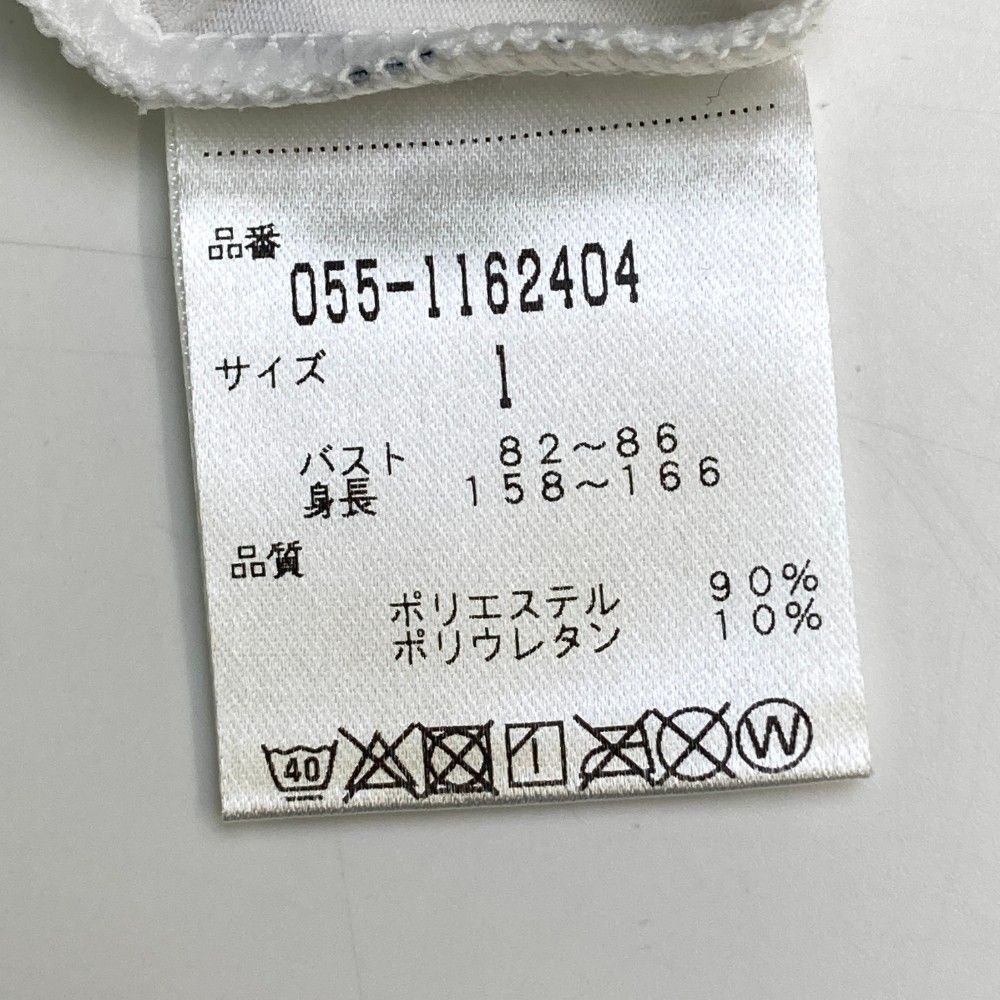 品番
055-1162404
サイズ 1
バスト 82～86
身長 158～166
品質
ポリエステル 90%
ポリウレタン 10%
40 W